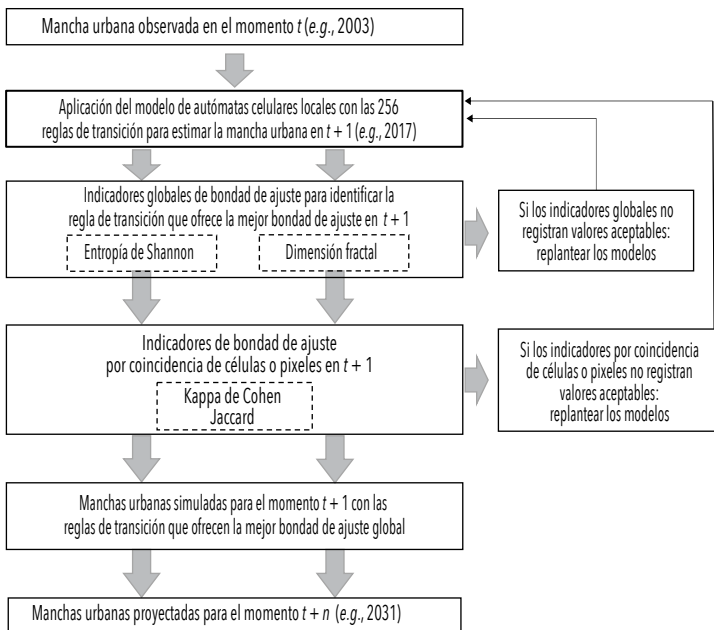 Mancha urbana observada en el momento t (e.g., 2003)
Aplicación del modelo de autómatas celulares locales con las 256
reglas de transición para estimar la mancha urbana en t + 1 (e.g., 2017)
Indicadores globales de bondad de ajuste para identificar la
regla de transición que ofrece la mejor bondad de ajuste en t + 1
Entropía de Shannon
Dimensión fractal
Si los indicadores globales no
registran valores aceptables:
replantear los modelos
Indicadores de bondad de ajuste
por coincidencia de células o pixeles en t + 1
Kappa de Cohen
Jaccard
Si los indicadores por coincidencia
de células o pixeles no registran
valores aceptables:
replantear los modelos
Manchas urbanas simuladas para el momento t + 1 con las
reglas de transición que ofrecen la mejor bondad de ajuste global
Manchas urbanas proyectadas para el momento t + n (e.g., 2031)